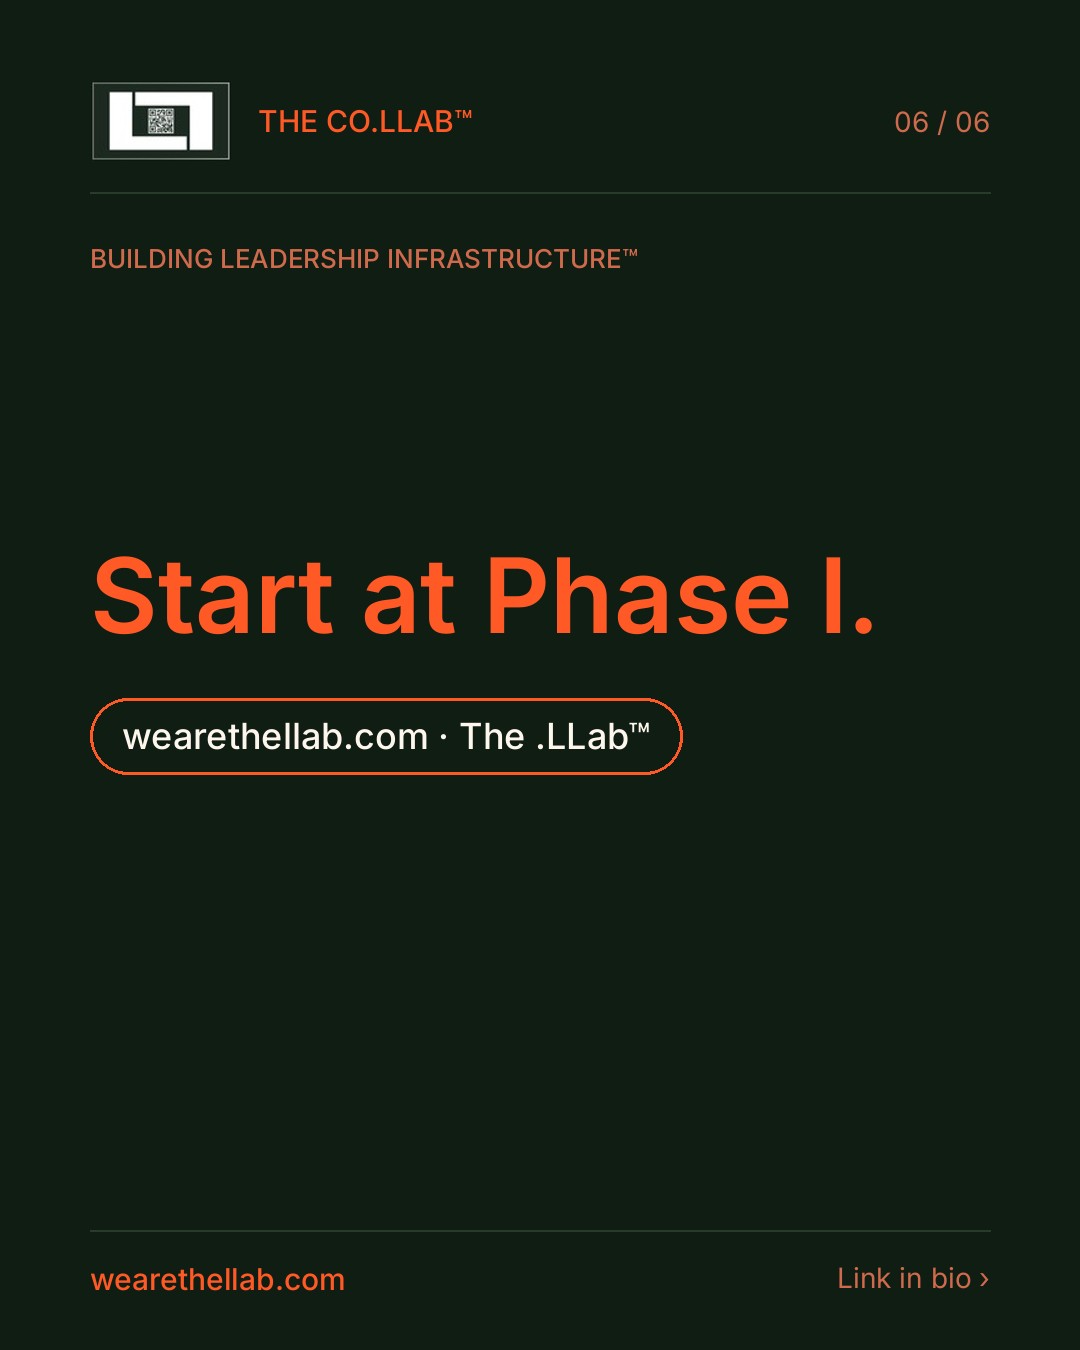 THE CO.LLAB™
06 / 06
BUILDING LEADERSHIP INFRASTRUCTURE™
Start at Phase I.
wearethellab.com · The .LLab™
wearethellab.com
Link in bio ›